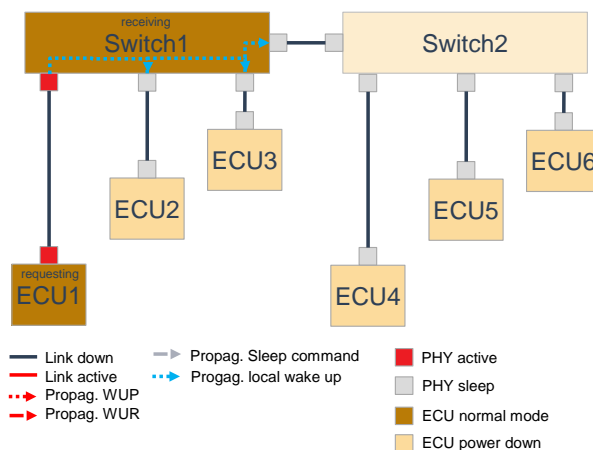 receiving
Switch1
Switch2
ECU3
ECU6
ECU2
ECU5
requesting
ECU1
ECU4
Link down
Link active
Propag. WUP
Propag. WUR
Propag. Sleep command
Progag. local wake up
PHY active
PHY sleep
ECU normal mode
ECU power down